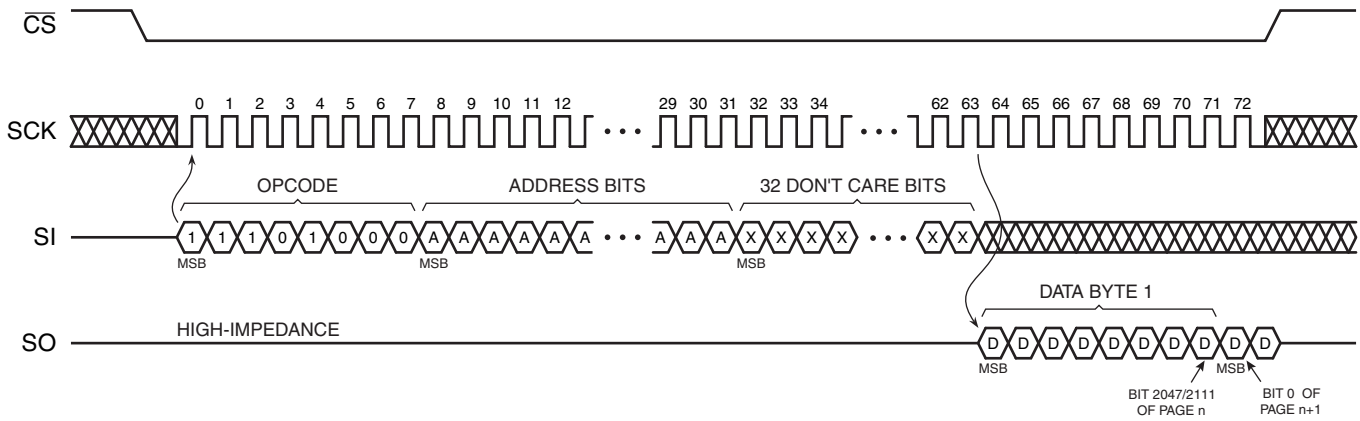 CS
0 1 2 3 4 5 6 7 8 9 10 11 12 29 30 31 32 33 34 62 63 64 65 66 67 68 69 70 71 72
SCK
OPCODE ADDRESS BITS 32 DON'T CARE BITS
SI 1 1 1 0 1 0 0 0 A A A A A A A A A X X X X X X
MSB MSB MSB
DATA BYTE 1
HIGH-IMPEDANCE
SO D D D D D D D D D D
MSB MSB
BIT 2047/2111 BIT 0 OF
OF PAGE n PAGE n+1